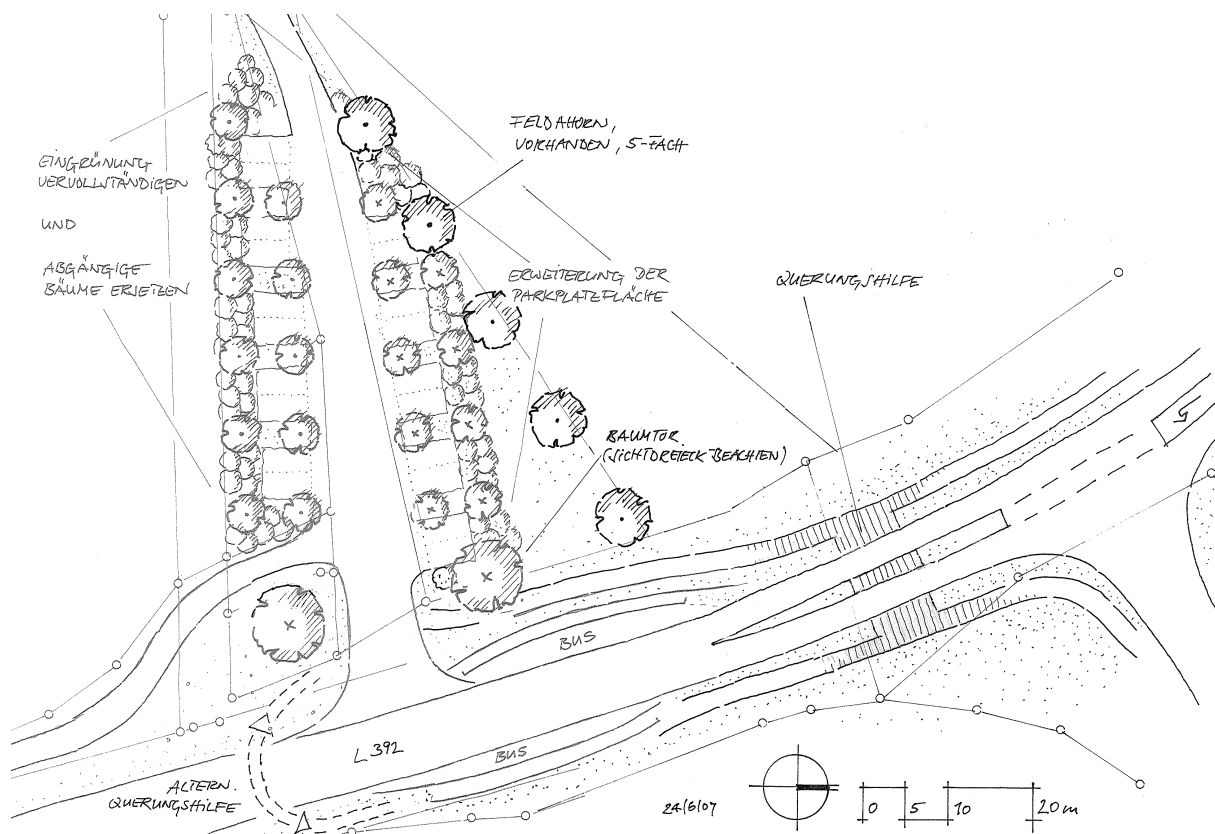 FELDAHORN,
VORHANDEN, 5-FACH
EINGRÜNUNG
VERVOLLSTÄNDIGEN
UND
ABGÄNGIGE
BÄUME ERSETZEN
ERWEITERUNG DER
PARKPLATZFLÄCHE
QUERUNGSHILFE
BAUMTOR
(SICHTDREIECK BEACHTEN)
BUS
L 392
BUS
ALTERN.
QUERUNGSHILFE
24/6/07
0 5 10 20 m